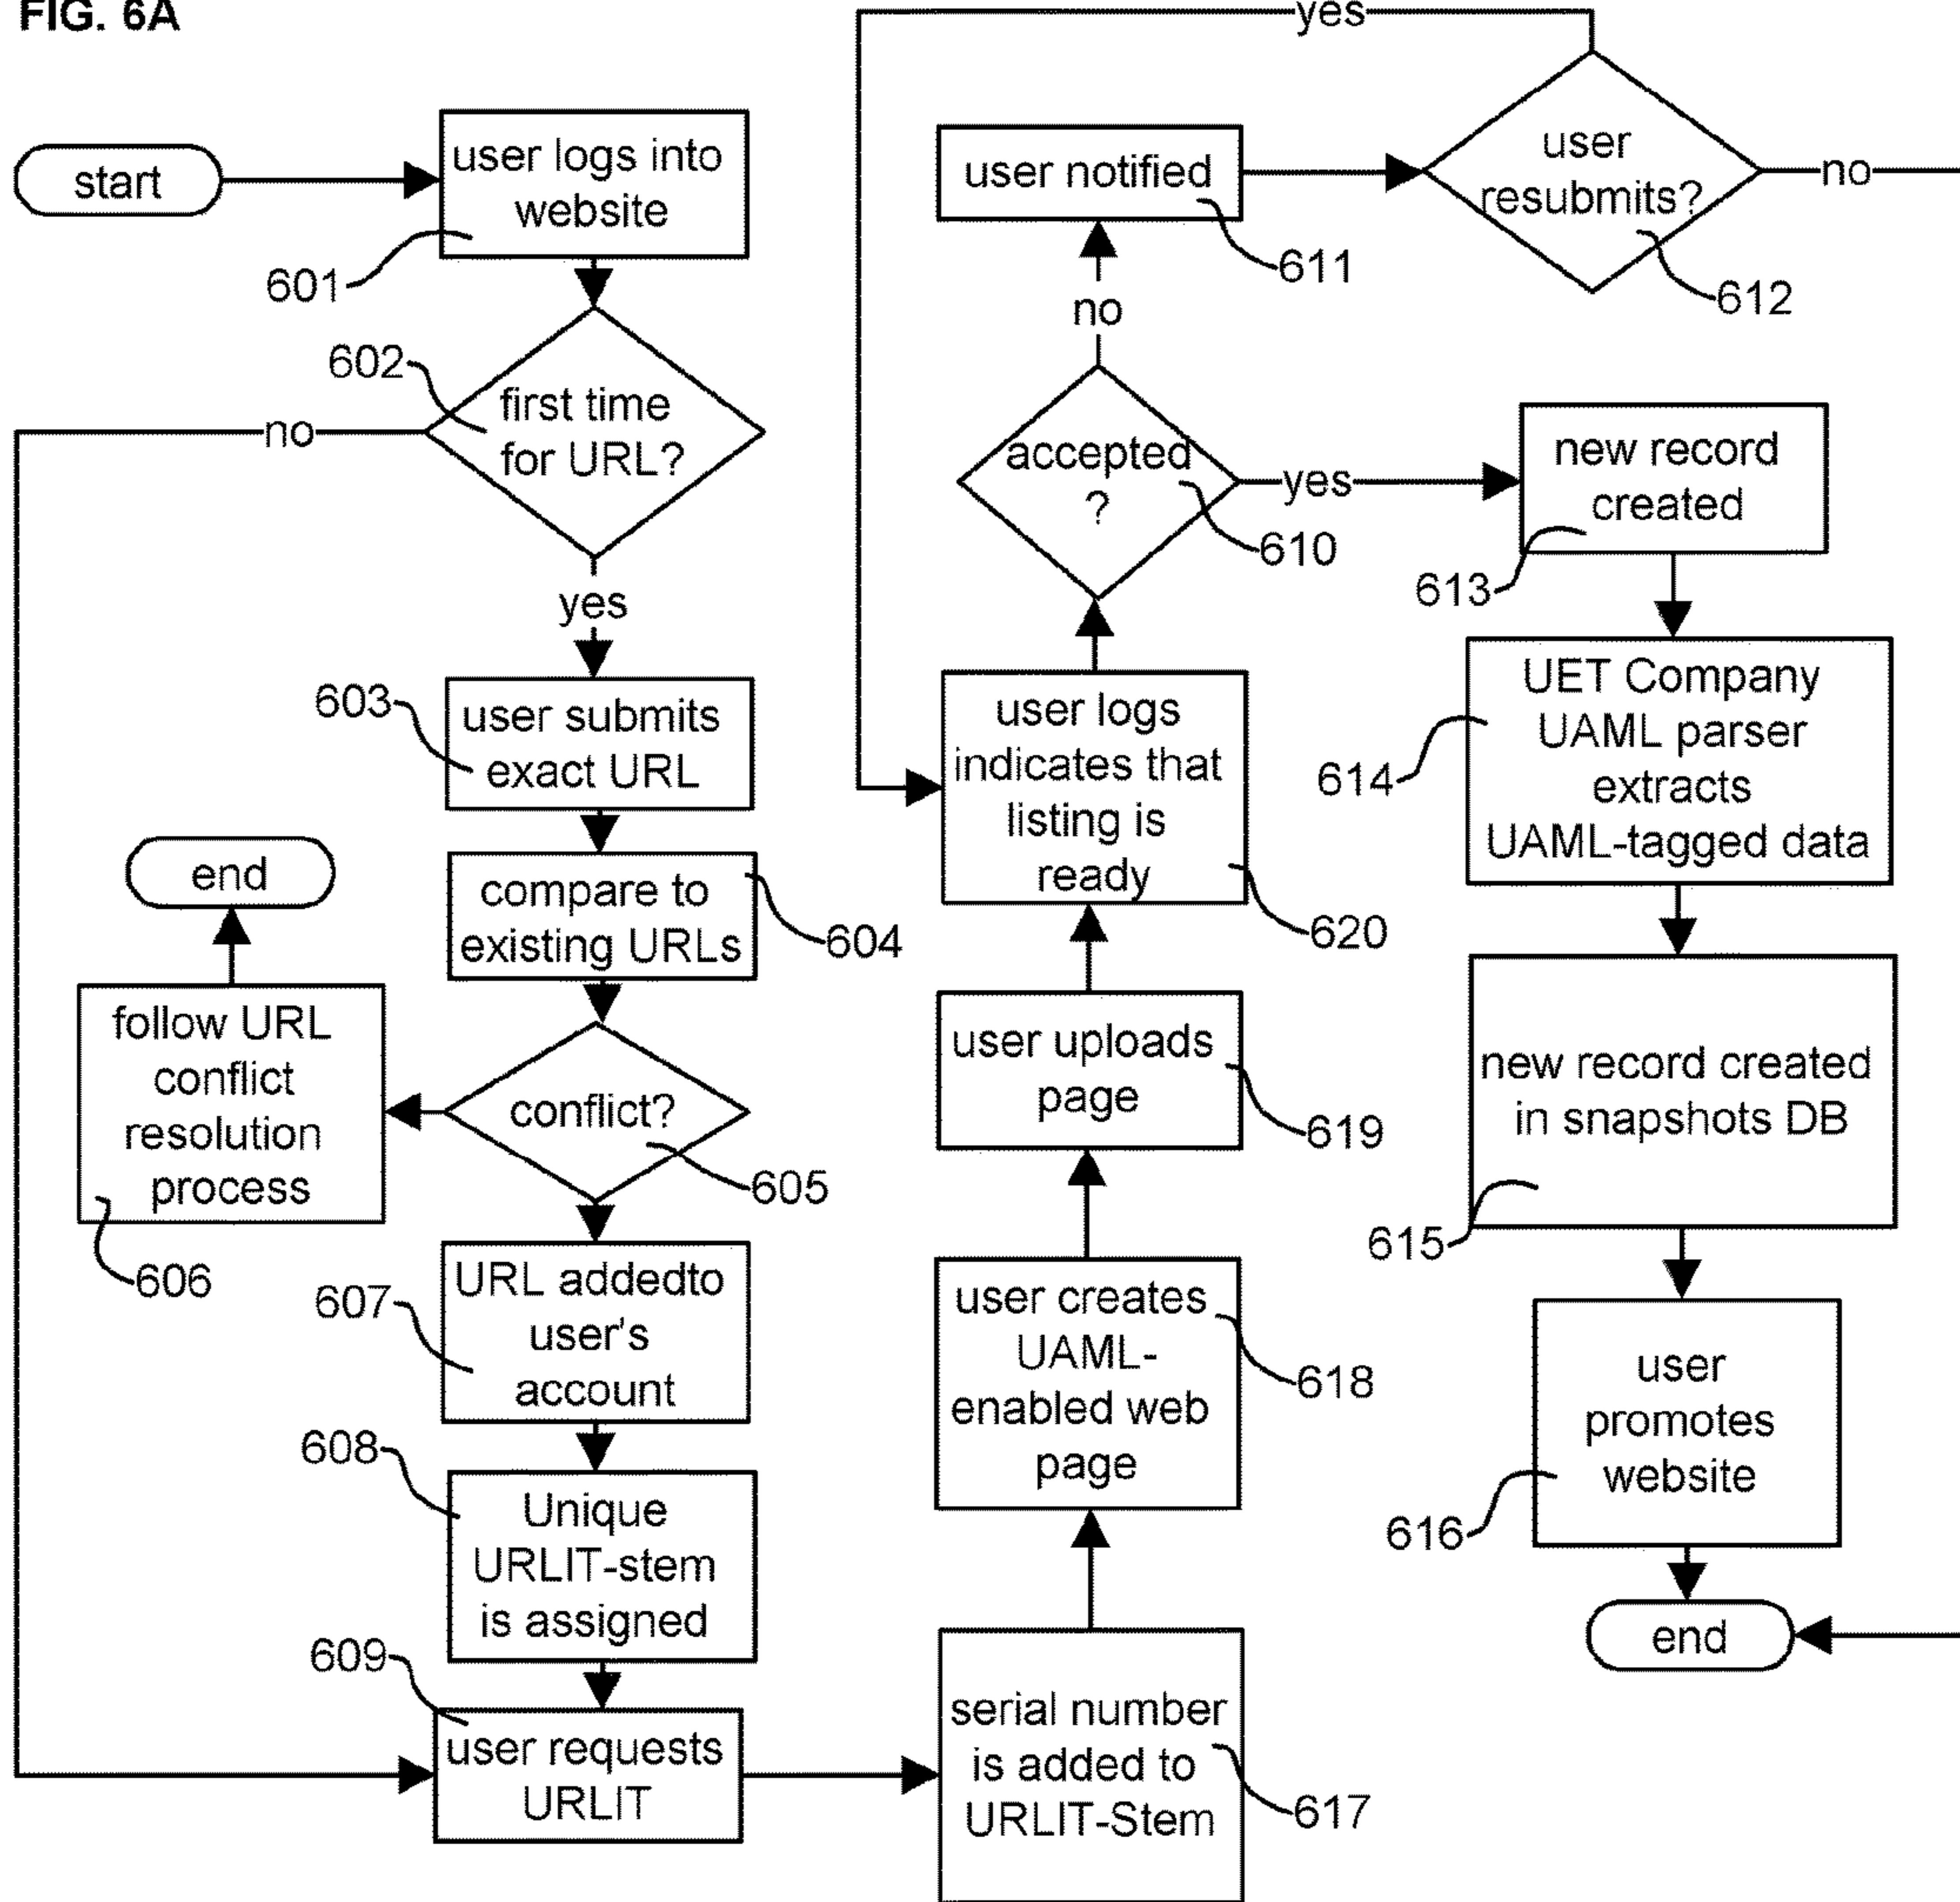 FIG. 6A
start
user logs into
website
601
602
first time
for URL?
no
yes
603
user submits
exact URL
compare to
existing URLs
604
end
follow URL
conflict
resolution
process
606
conflict?
605
607
URL addedto
user's
account
608
Unique
URLIT-stem
is assigned
609
user requests
URLIT
serial number
is added to
URLIT-Stem
617
user creates
UAML-
enabled web
page
618
user uploads
page
619
user logs
indicates that
listing is
ready
620
accepted
?
610
no
user notified
611
user
resubmits?
612
yes
no
yes
new record
created
613
UET Company
UAML parser
extracts
UAML-tagged data
614
new record created
in snapshots DB
615
user
promotes
website
616
end